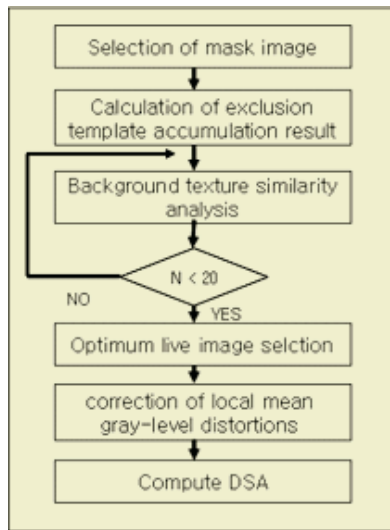 Selection of mask image
Calculation of exclusion
template accumulation result
Background texture similarity
analysis
N < 20
NO
YES
Optimum live image selction
correction of local mean
gray-level distortions
Compute DSA